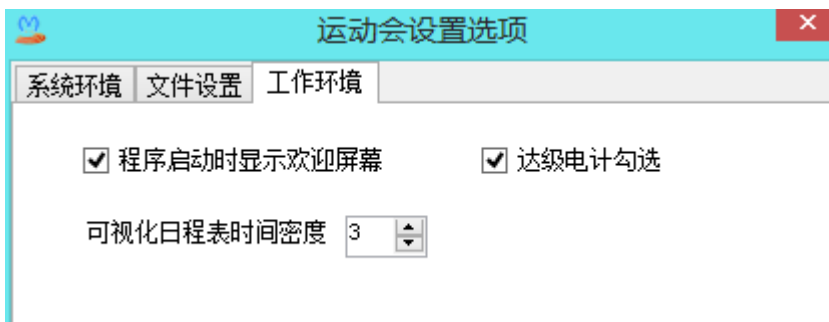 运动会设置选项
系统环境 文件设置 工作环境
程序启动时显示欢迎屏幕 达级电计勾选
可视化日程表时间密度 3